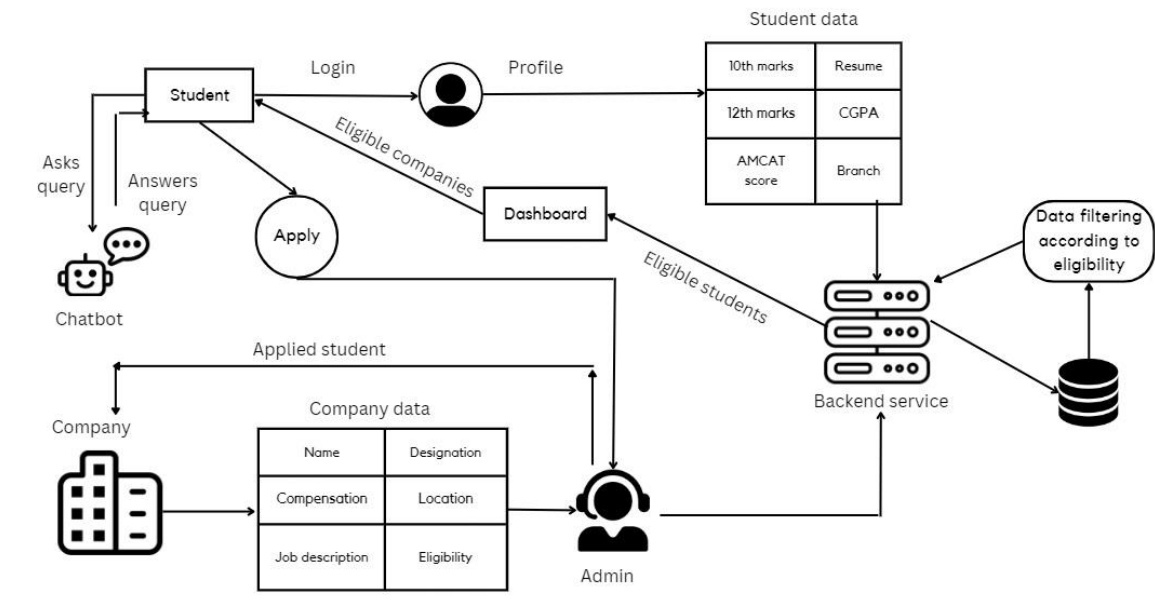 Student data
Login
Profile
10th marks
Resume
Student
12th marks
CGPA
Eligible companies
Asks
query
Answers
query
AMCAT
score
Branch
Dashboard
Apply
Data filtering
according to
eligibility
Eligible students
Chatbot
Applied student
Backend service
Company data
Company
Name
Designation
Compensation
Location
Job description
Eligibility
Admin